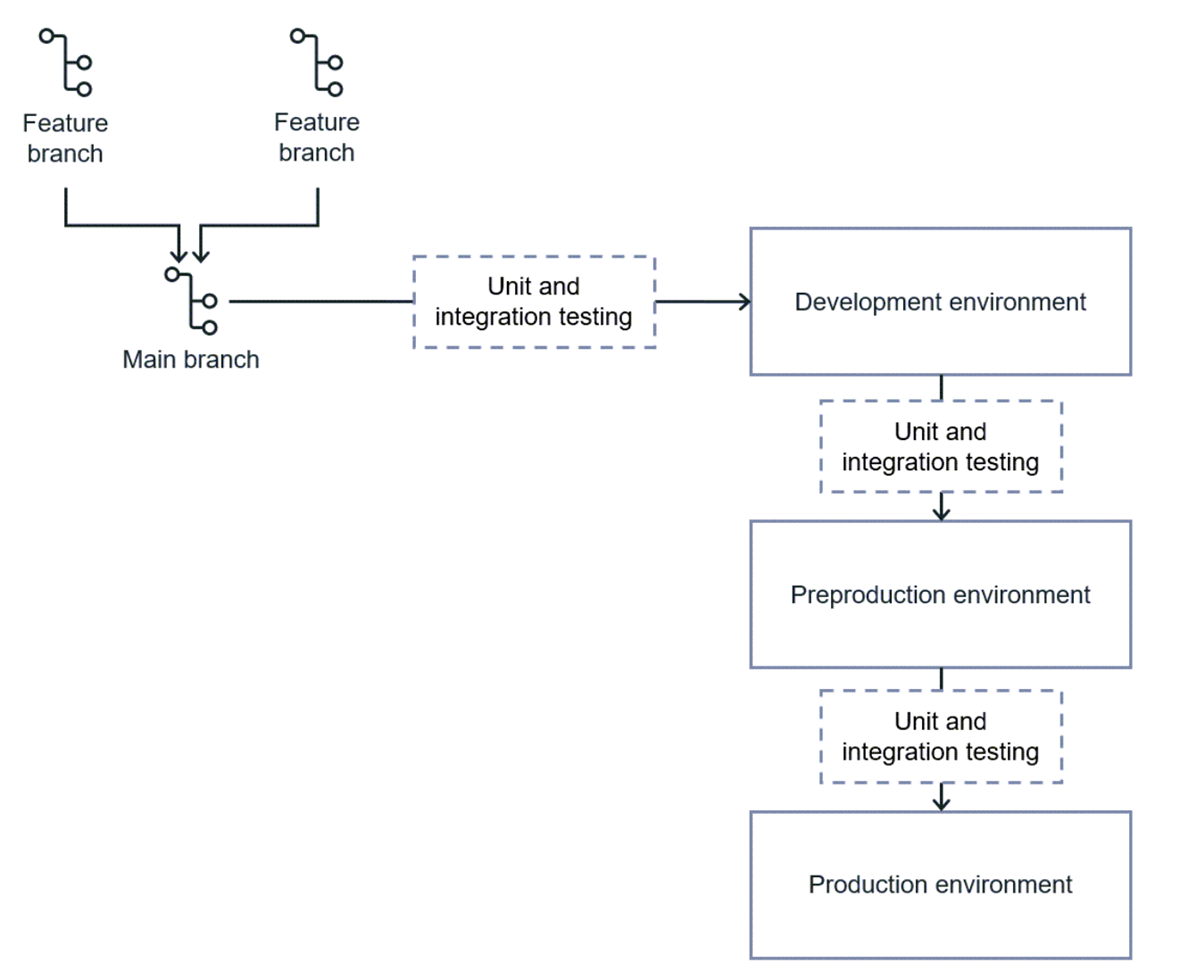 Feature
branch
Feature
branch
Main branch
Unit and
integration testing
Development environment
Unit and
integration testing
Preproduction environment
Unit and
integration testing
Production environment